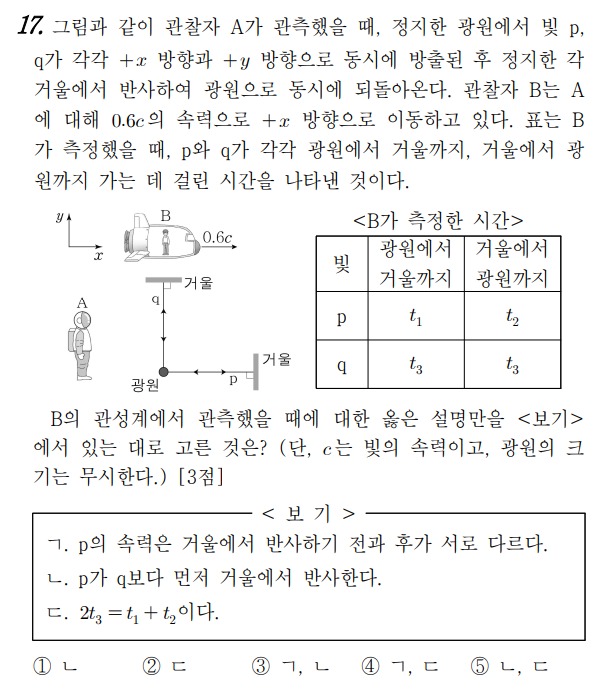 17. 그림과 같이 관찰자 A가 관측했을 때, 정지한 광원에서 빛 p,
q가 각각 +x 방향과 +y 방향으로 동시에 방출된 후 정지한 각
거울에서 반사하여 광원으로 동시에 되돌아온다. 관찰자 B는 A
에 대해 0.6c의 속력으로 +x 방향으로 이동하고 있다. 표는 B
가 측정했을 때, p와 q가 각각 광원에서 거울까지, 거울에서 광
원까지 가는 데 걸린 시간을 나타낸 것이다.
y
x
B
0.6c
거울
q
A
거울
p
광원
<B가 측정한 시간>
빛 광원에서 거울에서
거울까지 광원까지
p t₁ t₂
q t₃ t₃
B의 관성계에서 관측했을 때에 대한 옳은 설명만을 <보기>
에서 있는 대로 고른 것은? (단, c는 빛의 속력이고, 광원의 크
기는 무시한다.) [3점]
< 보 기 >
ㄱ. p의 속력은 거울에서 반사하기 전과 후가 서로 다르다.
ㄴ. p가 q보다 먼저 거울에서 반사한다.
ㄷ. 2t₃ = t₁ + t₂이다.
① ㄴ ② ㄷ ③ ㄱ, ㄴ ④ ㄱ, ㄷ ⑤ ㄴ, ㄷ